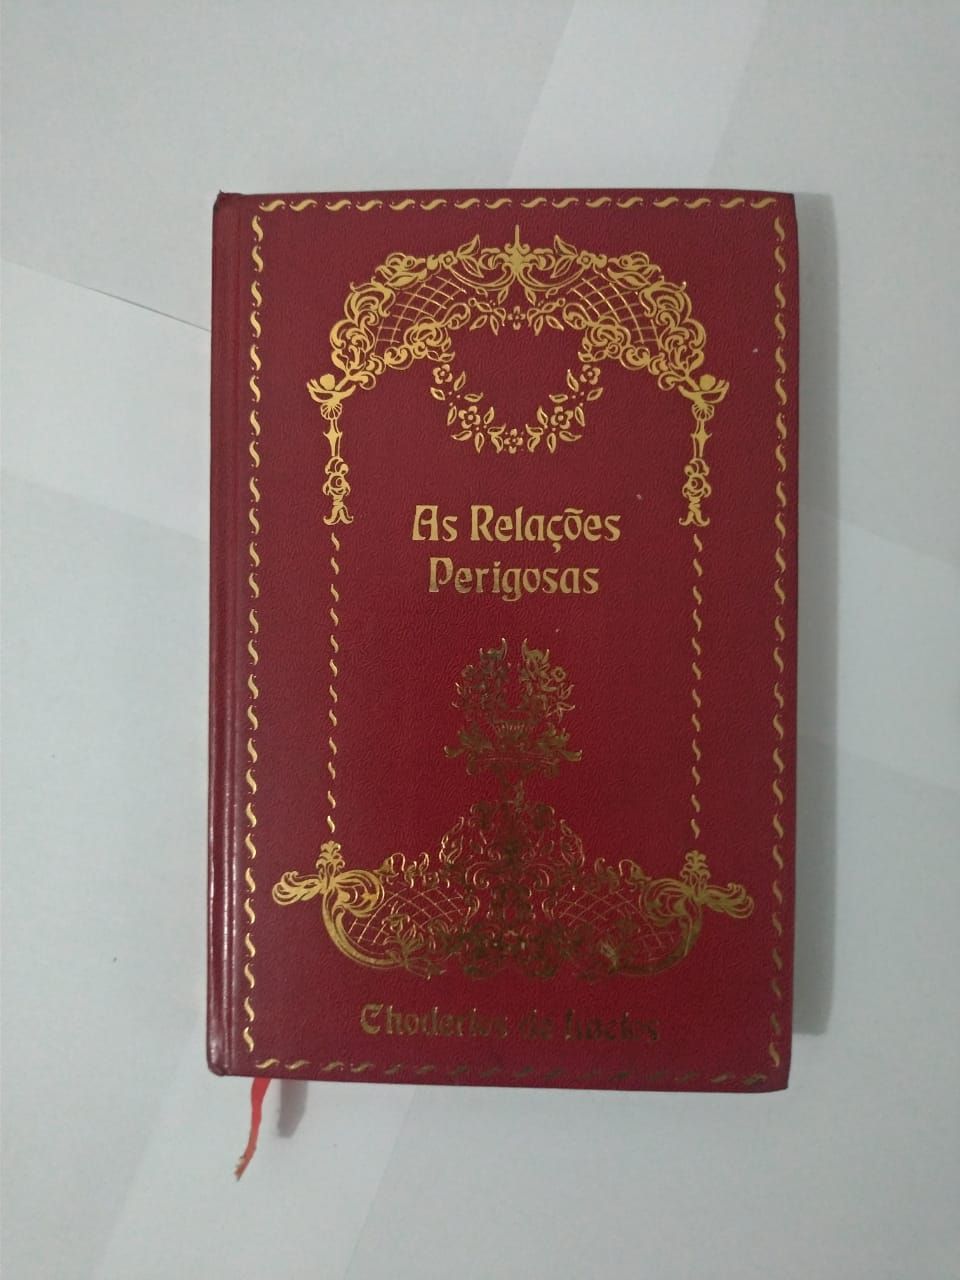 As Relações
Perigosas
Choderlos de Laclos